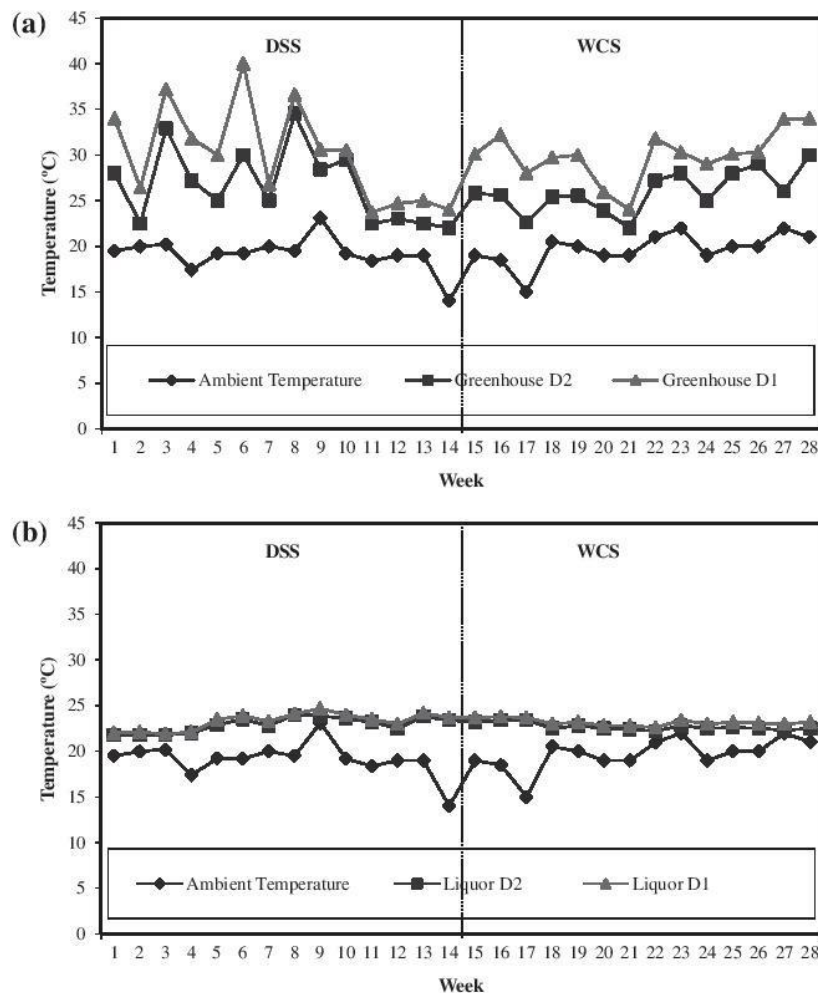 (a)
DSS WCS
45
40
35
30
25
20
15
10
5
0
Temperature (ºC)
Ambient Temperature Greenhouse D2 Greenhouse D1
1 2 3 4 5 6 7 8 9 10 11 12 13 14 15 16 17 18 19 20 21 22 23 24 25 26 27 28
Week
(b)
DSS WCS
45
40
35
30
25
20
15
10
5
0
Temperature (ºC)
Ambient Temperature Liquor D2 Liquor D1
1 2 3 4 5 6 7 8 9 10 11 12 13 14 15 16 17 18 19 20 21 22 23 24 25 26 27 28
Week